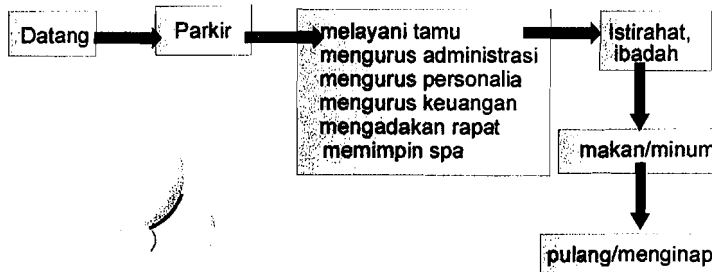 Datang
Parkir
melayani tamu
mengurus administrasi
mengurus personalia
mengurus keuangan
mengadakan rapat
memimpin spa
Istirahat,
ibadah
makan/minum
pulang/menginap